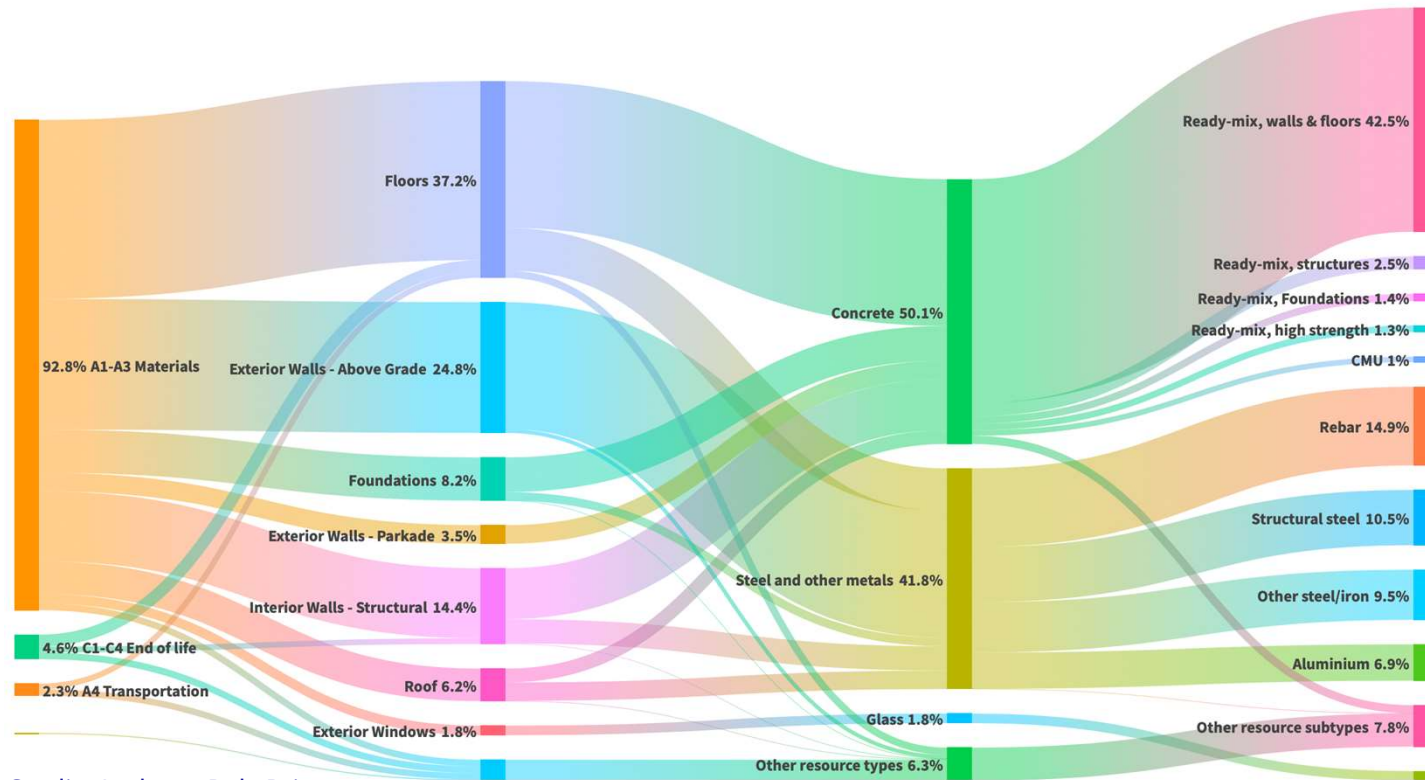 Ready-mix, walls & floors 42.5%
Floors 37.2%
Ready-mix, structures 2.5%
Ready-mix, Foundations 1.4%
Concrete 50.1%
Ready-mix, high strength 1.3%
CMU 1%
92.8% A1-A3 Materials
Exterior Walls - Above Grade 24.8%
Rebar 14.9%
Foundations 8.2%
Structural steel 10.5%
Exterior Walls - Parkade 3.5%
Steel and other metals 41.8%
Other steel/iron 9.5%
Interior Walls - Structural 14.4%
4.6% C1-C4 End of life
Aluminium 6.9%
Roof 6.2%
2.3% A4 Transportation
Glass 1.8%
Other resource subtypes 7.8%
Exterior Windows 1.8%
Other resource types 6.3%